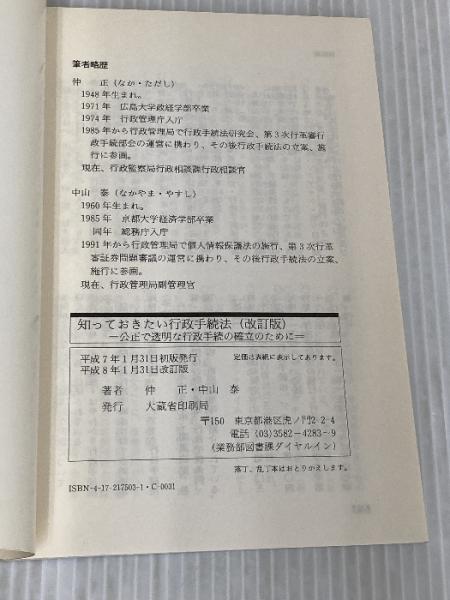 筆者略歴
仲　　正（なか・ただし）
1948年生まれ。
1971年　広島大学政経学部卒業
1974年　行政管理庁入庁
1985年から行政管理局で行政手続法研究会、第3次行革審行
政手続部会の運営に携わり、その後行政手続法の立案、施
行に参画。
現在、行政監察局行政相談課行政相談官
中山　泰（なかやま・やすし）
1960年生まれ。
1985年　京都大学経済学部卒業
同年　総務庁入庁
1991年から行政管理局で個人情報保護法の施行、第3次行革
審証券問題審議の運営に携わり、その後行政手続法の立案、
施行に参画。
現在、行政管理局副管理官
知っておきたい行政手続法（改訂版）
―公正で透明な行政手続の確立のために＝
平成7年1月31日初版発行　定価は表紙に表示してあります。
平成8年1月31日改訂版
著者　仲　正・中山　泰
発行　大蔵省印刷局
〒150　東京都港区虎ノ門2-2-4
電話（03）3582-4283~9
（業務部図書課ダイヤルイン）
落丁、乱丁本はおとりかえします。
ISBN-4-17-217503-1・C-0031